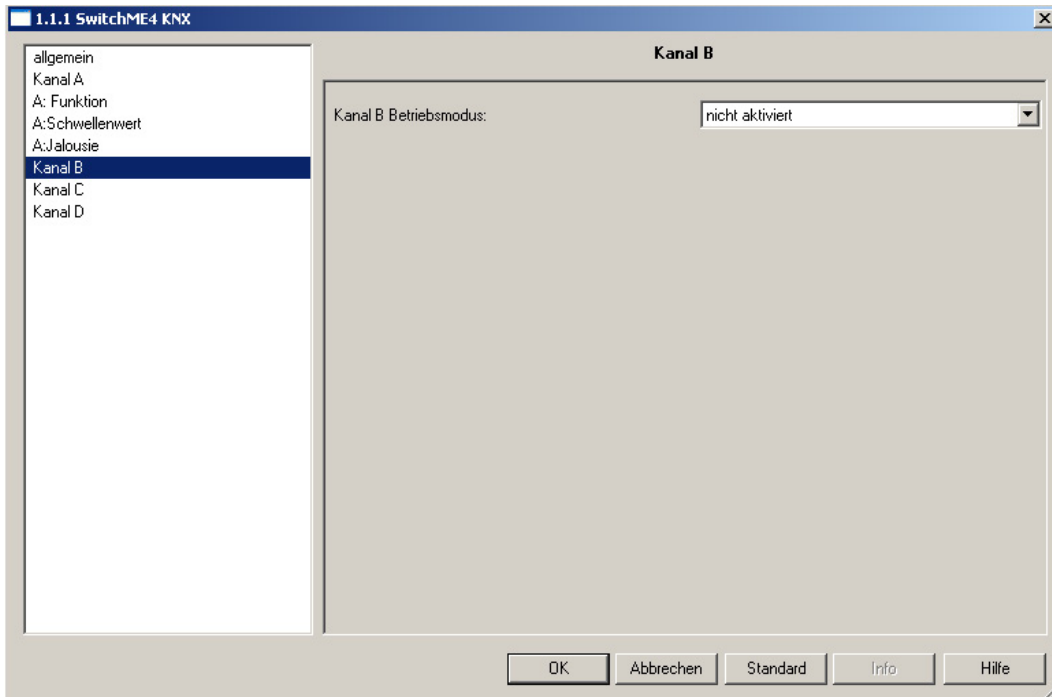 1.1.1 SwitchME4 KNX
allgemein
Kanal A
A: Funktion
A:Schwellenwert
A:Jalousie
Kanal B
Kanal C
Kanal D
Kanal B
Kanal B Betriebsmodus:
nicht aktiviert
OK
Abbrechen
Standard
Info
Hilfe